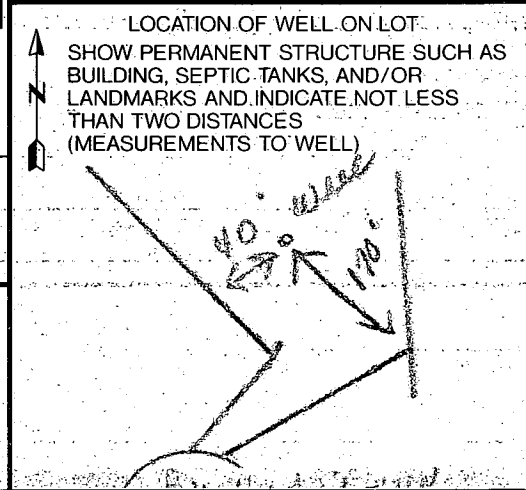 LOCATION OF WELL ON LOT
SHOW PERMANENT STRUCTURE SUCH AS
BUILDING, SEPTIC TANKS, AND/OR
N LANDMARKS AND INDICATE NOT LESS
THAN TWO DISTANCES
(MEASUREMENTS TO WELL)
40' well
170'